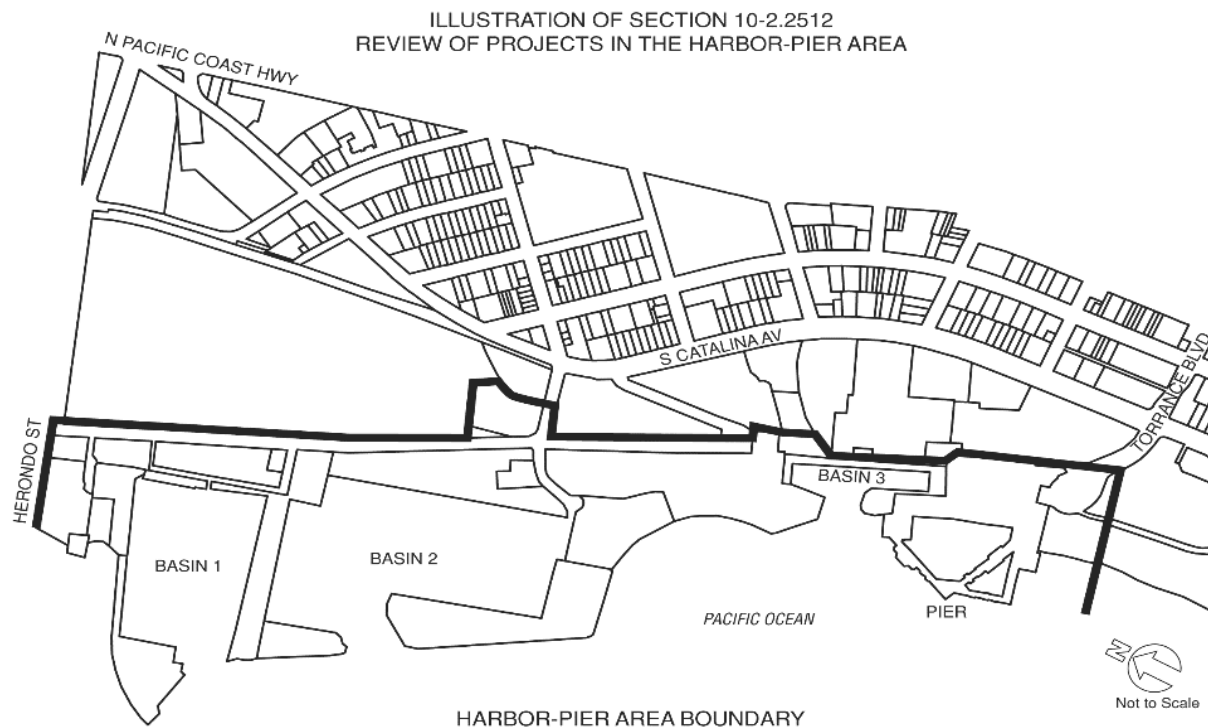 ILLUSTRATION OF SECTION 10-2.2512
REVIEW OF PROJECTS IN THE HARBOR-PIER AREA
N PACIFIC COAST HWY
S CATALINA AV
TORRANCE BLVD
HERONDO ST
BASIN 3
BASIN 2
BASIN 1
PIER
PACIFIC OCEAN
N
Not to Scale
HARBOR-PIER AREA BOUNDARY